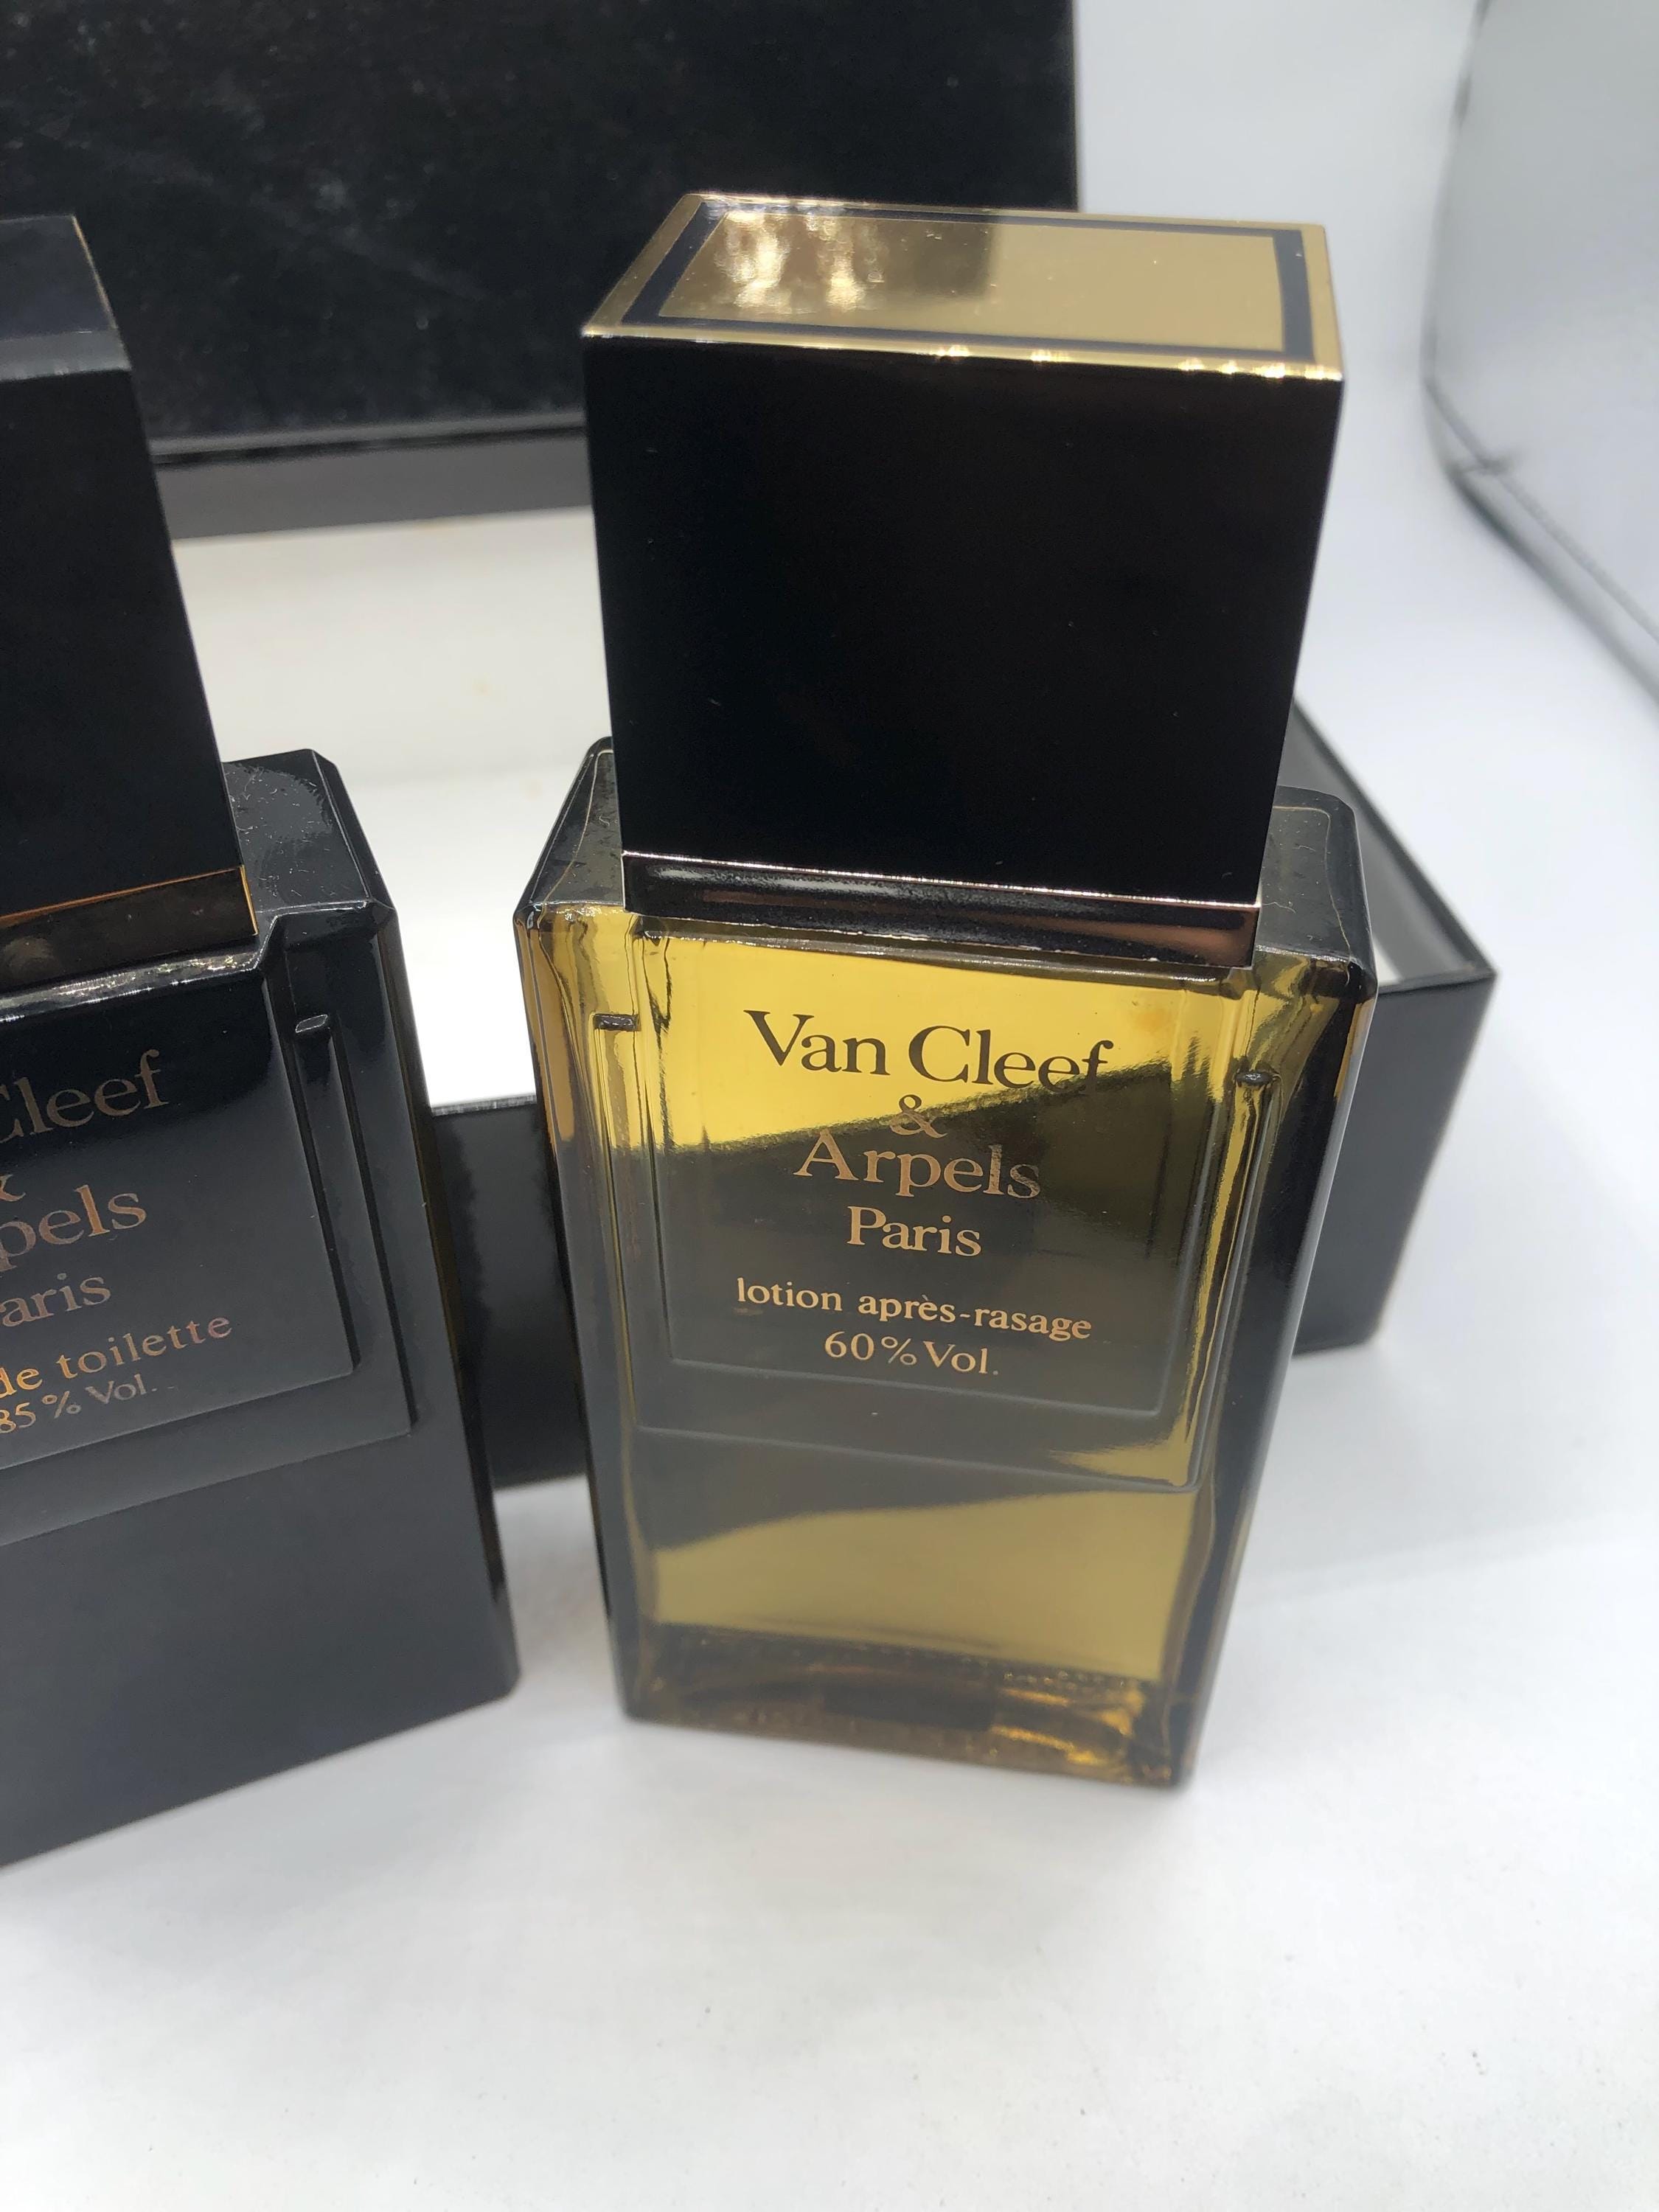 Cleef
&
pels
aris
de toilette
85% Vol.
Van Cleef
&
Arpels
Paris
lotion après-rasage
60% Vol.